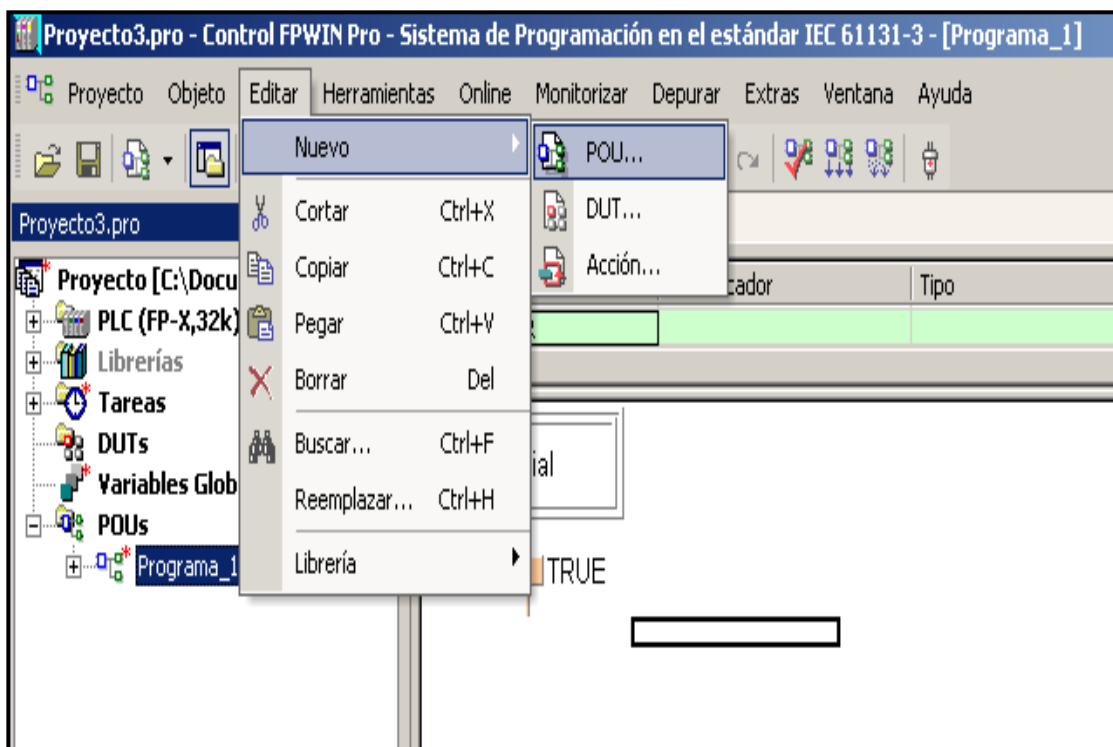 Proyecto3.pro - Control FPWIN Pro - Sistema de Programación en el estándar IEC 61131-3 - [Programa_1]
Proyecto Objeto Editar Herramientas Online Monitorizar Depurar Extras Ventana Ayuda
Nuevo
Cortar Ctrl+X
Copiar Ctrl+C
Pegar Ctrl+V
Borrar Del
Buscar... Ctrl+F
Reemplazar... Ctrl+H
Librería
POU...
DUT...
Acción...
Proyecto3.pro
Proyecto [C:\Docu
PLC (FP-X,32k)
Librerías
Tareas
DUTs
Variables Glob
POUs
Programa_1
cador Tipo
ial
TRUE